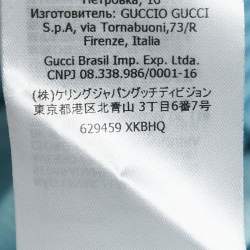 Петровка, 16
Изготовитель: GUCCIO GUCCI
S.p.A, via Tornabuoni,73/R
Firenze, Italia
Gucci Brasil Imp. Exp. Ltda.
CNPJ 08.338.986/0001-16
(株)ケリングジャパングッチディビジョン
東京都港区北青山 3丁目6番7号
629459 XKBHQ